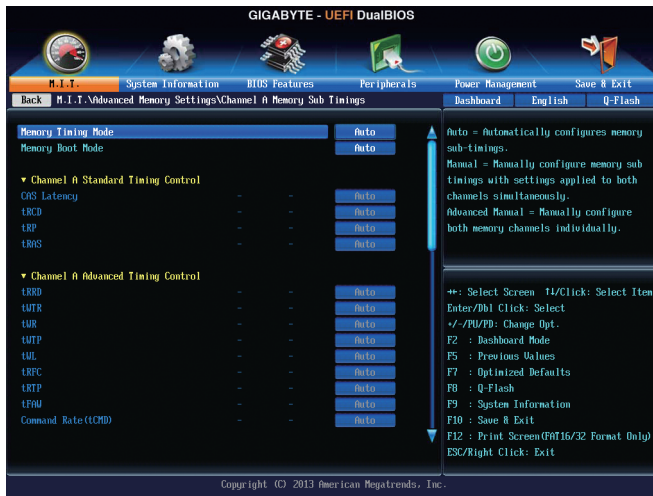 GIGABYTE - UEFI DualBIOS
M.I.T. System Information BIOS Features Peripherals Power Management Save & Exit
Back M.I.T.\Advanced Memory Settings\Channel A Memory Sub Timings Dashboard English Q-Flash
Memory Timing Mode Auto
Memory Boot Mode Auto
▼ Channel A Standard Timing Control
CAS Latency - - Auto
tRCD - - Auto
tRP - - Auto
tRAS - - Auto
▼ Channel A Advanced Timing Control
tRRD - - Auto
tWTR - - Auto
tWR - - Auto
tWTP - - Auto
tWL - - Auto
tRFC - - Auto
tRTP - - Auto
tFAW - - Auto
Command Rate(tCMD) - - Auto
Auto = Automatically configures memory
sub-timings.
Manual = Manually configure memory sub
timings with settings applied to both
channels simultaneously.
Advanced Manual = Manually configure
both memory channels individually.
→←: Select Screen ↑↓/Click: Select Item
Enter/Dbl Click: Select
+/-/PU/PD: Change Opt.
F2 : Dashboard Mode
F5 : Previous Values
F7 : Optimized Defaults
F8 : Q-Flash
F9 : System Information
F10 : Save & Exit
F12 : Print Screen(FAT16/32 Format Only)
ESC/Right Click: Exit
Copyright (C) 2013 American Megatrends, Inc.